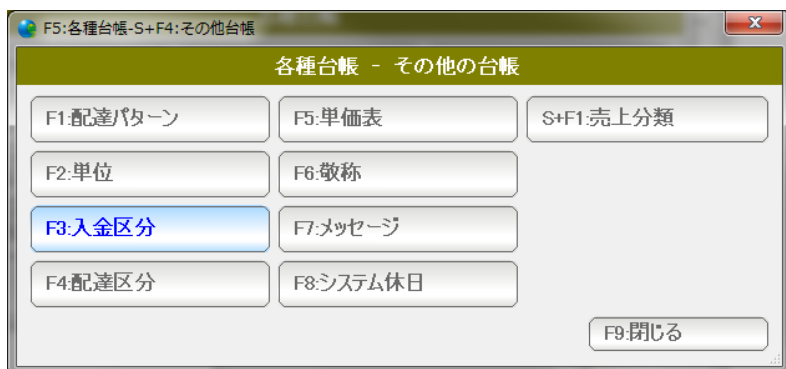 F5:各種台帳-S+F4:その他台帳
各種台帳 - その他の台帳
F1:配達パターン
F5:単価表
S+F1:売上分類
F2:単位
F6:敬称
F3:入金区分
F7:メッセージ
F4:配達区分
F8:システム休日
F9:閉じる